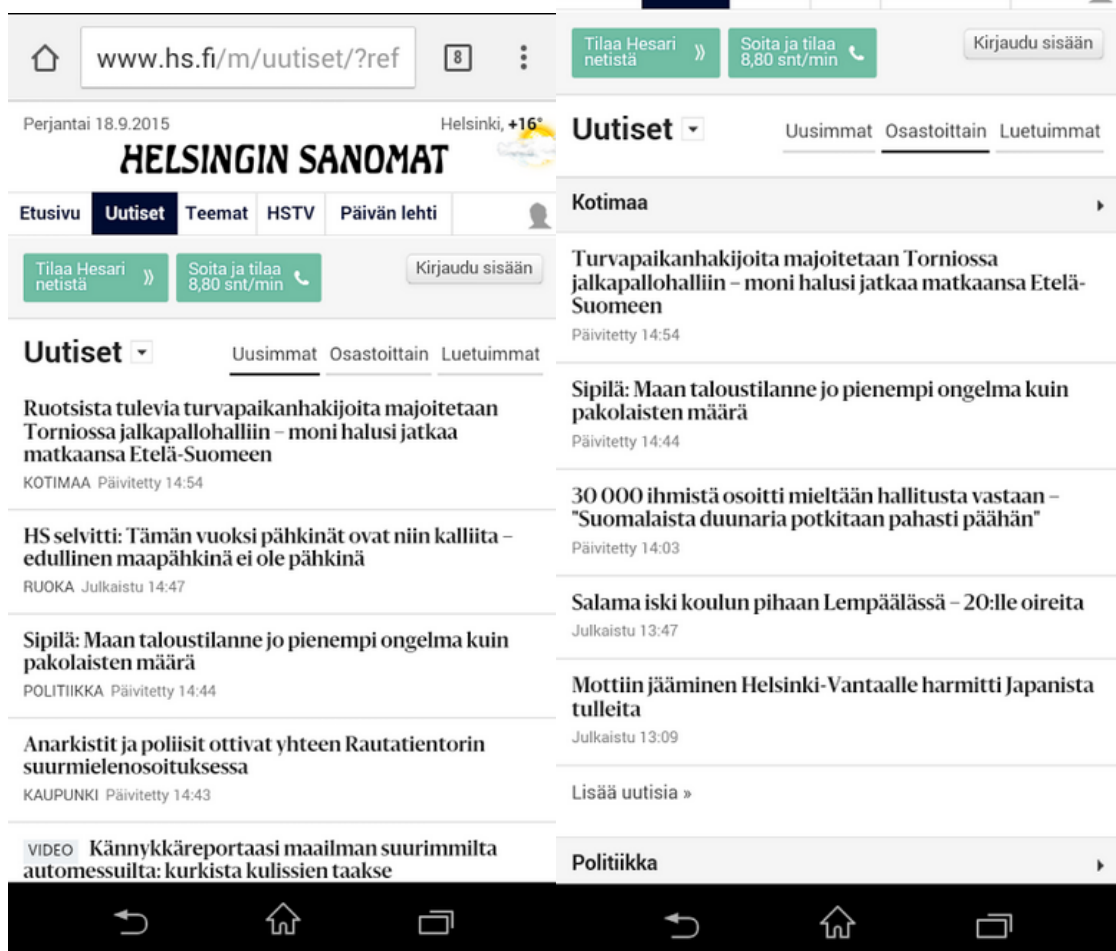 www.hs.fi/m/uutiset/?ref
8
Perjantai 18.9.2015
Helsinki, +16°
HELSINGIN SANOMAT
Etusivu Uutiset Teemat HSTV Päivän lehti
Tilaa Hesari
netistä
Soita ja tilaa
8,80 snt/min
Kirjaudu sisään
Uutiset
Uusimmat Osastoittain Luetuimmat
Ruotsista tulevia turvapaikanhakijoita majoitetaan
Torniossa jalkapallohalliin – moni halusi jatkaa
matkaansa Etelä-Suomeen
KOTIMAA Päivitetty 14:54
HS selvitti: Tämän vuoksi pähkinät ovat niin kalliita –
edullinen maapähkinä ei ole pähkinä
RUOKA Julkaistu 14:47
Sipilä: Maan taloustilanne jo pienempi ongelma kuin
pakolaisten määrä
POLITIIKKA Päivitetty 14:44
Anarkistit ja poliisit ottivat yhteen Rautatientorin
suurmielenosoituksessa
KAUPUNKI Päivitetty 14:43
VIDEO Kännykkäreportaasi maailman suurimmilta
automessuilta: kurkista kulissien taakse
Tilaa Hesari
netistä
Soita ja tilaa
8,80 snt/min
Kirjaudu sisään
Uutiset
Uusimmat Osastoittain Luetuimmat
Kotimaa
Turvapaikanhakijoita majoitetaan Torniossa
jalkapallohalliin – moni halusi jatkaa matkaansa Etelä-
Suomeen
Päivitetty 14:54
Sipilä: Maan taloustilanne jo pienempi ongelma kuin
pakolaisten määrä
Päivitetty 14:44
30 000 ihmistä osoitti mieltään hallitusta vastaan –
"Suomalaista duunaria potkitaan pahasti päähän"
Päivitetty 14:03
Salama iski koulun pihaan Lempäälässä – 20:lle oireita
Julkaistu 13:47
Mottiin jääminen Helsinki-Vantaalle harmitti Japanista
tulleita
Julkaistu 13:09
Lisää uutisia »
Politiikka